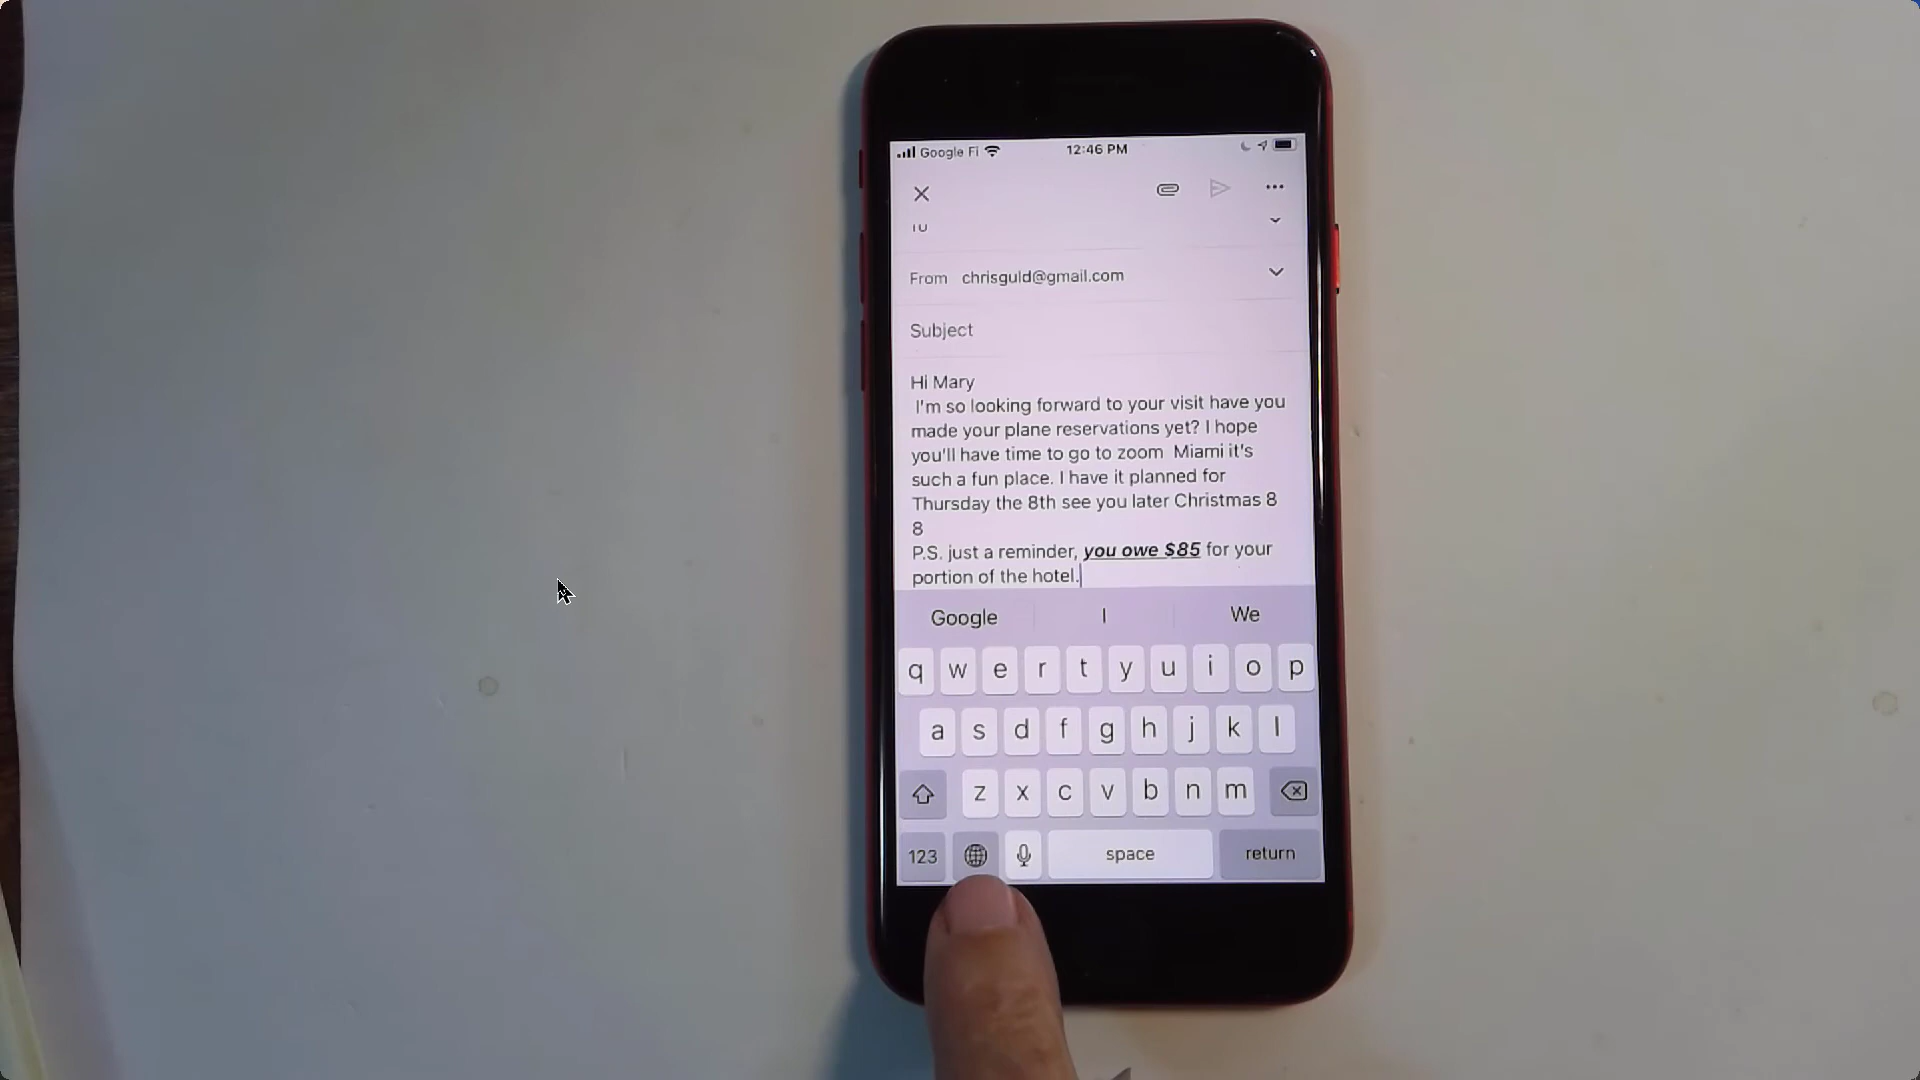 Google Fi 12:46 PM
To
From chrisguld@gmail.com
Subject
Hi Mary
I'm so looking forward to your visit have you
made your plane reservations yet? I hope
you'll have time to go to zoom Miami it's
such a fun place. I have it planned for
Thursday the 8th see you later Christmas 8
8
P.S. just a reminder, you owe $85 for your
portion of the hotel.
Google I We
q w e r t y u i o p
a s d f g h j k l
z x c v b n m
123 space return